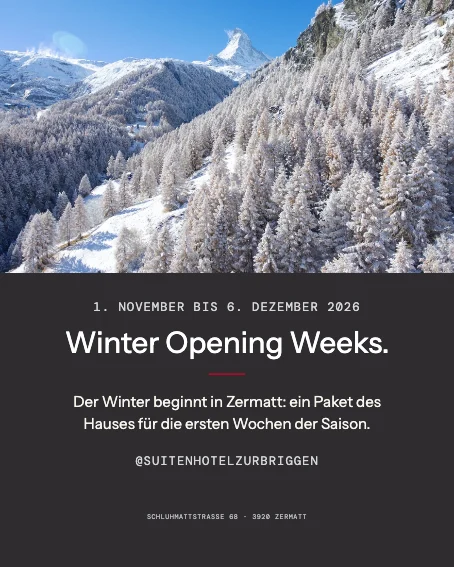 1. NOVEMBER BIS 6. DEZEMBER 2026
Winter Opening Weeks.
Der Winter beginnt in Zermatt: ein Paket des
Hauses für die ersten Wochen der Saison.
@SUITENHOTELZURBRIGGEN
SCHLUHMATTSTRASSE 68 · 3920 ZERMATT